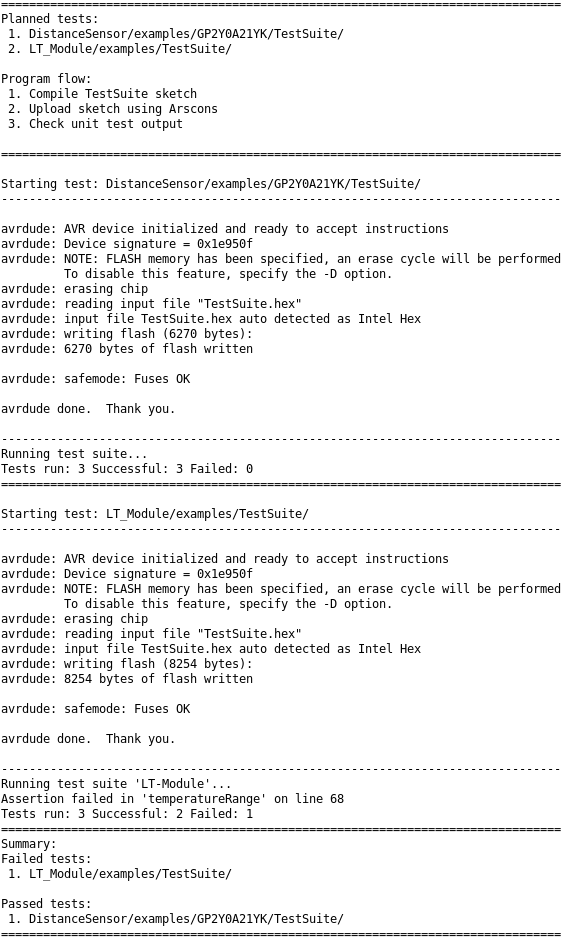 ================================================================================
Planned tests:
 1. DistanceSensor/examples/GP2Y0A21YK/TestSuite/
 2. LT_Module/examples/TestSuite/

Program flow:
 1. Compile TestSuite sketch
 2. Upload sketch using Arscons
 3. Check unit test output

================================================================================

Starting test: DistanceSensor/examples/GP2Y0A21YK/TestSuite/
--------------------------------------------------------------------------------

avrdude: AVR device initialized and ready to accept instructions
avrdude: Device signature = 0x1e950f
avrdude: NOTE: FLASH memory has been specified, an erase cycle will be performed
         To disable this feature, specify the -D option.
avrdude: erasing chip
avrdude: reading input file "TestSuite.hex"
avrdude: input file TestSuite.hex auto detected as Intel Hex
avrdude: writing flash (6270 bytes):
avrdude: 6270 bytes of flash written

avrdude: safemode: Fuses OK

avrdude done.  Thank you.

--------------------------------------------------------------------------------
Running test suite...
Tests run: 3 Successful: 3 Failed: 0
================================================================================

Starting test: LT_Module/examples/TestSuite/
--------------------------------------------------------------------------------

avrdude: AVR device initialized and ready to accept instructions
avrdude: Device signature = 0x1e950f
avrdude: NOTE: FLASH memory has been specified, an erase cycle will be performed
         To disable this feature, specify the -D option.
avrdude: erasing chip
avrdude: reading input file "TestSuite.hex"
avrdude: input file TestSuite.hex auto detected as Intel Hex
avrdude: writing flash (8254 bytes):
avrdude: 8254 bytes of flash written

avrdude: safemode: Fuses OK

avrdude done.  Thank you.

--------------------------------------------------------------------------------
Running test suite 'LT-Module'...
Assertion failed in 'temperatureRange' on line 68
Tests run: 3 Successful: 2 Failed: 1
================================================================================
Summary:
Failed tests:
 1. LT_Module/examples/TestSuite/

Passed tests:
 1. DistanceSensor/examples/GP2Y0A21YK/TestSuite/
================================================================================